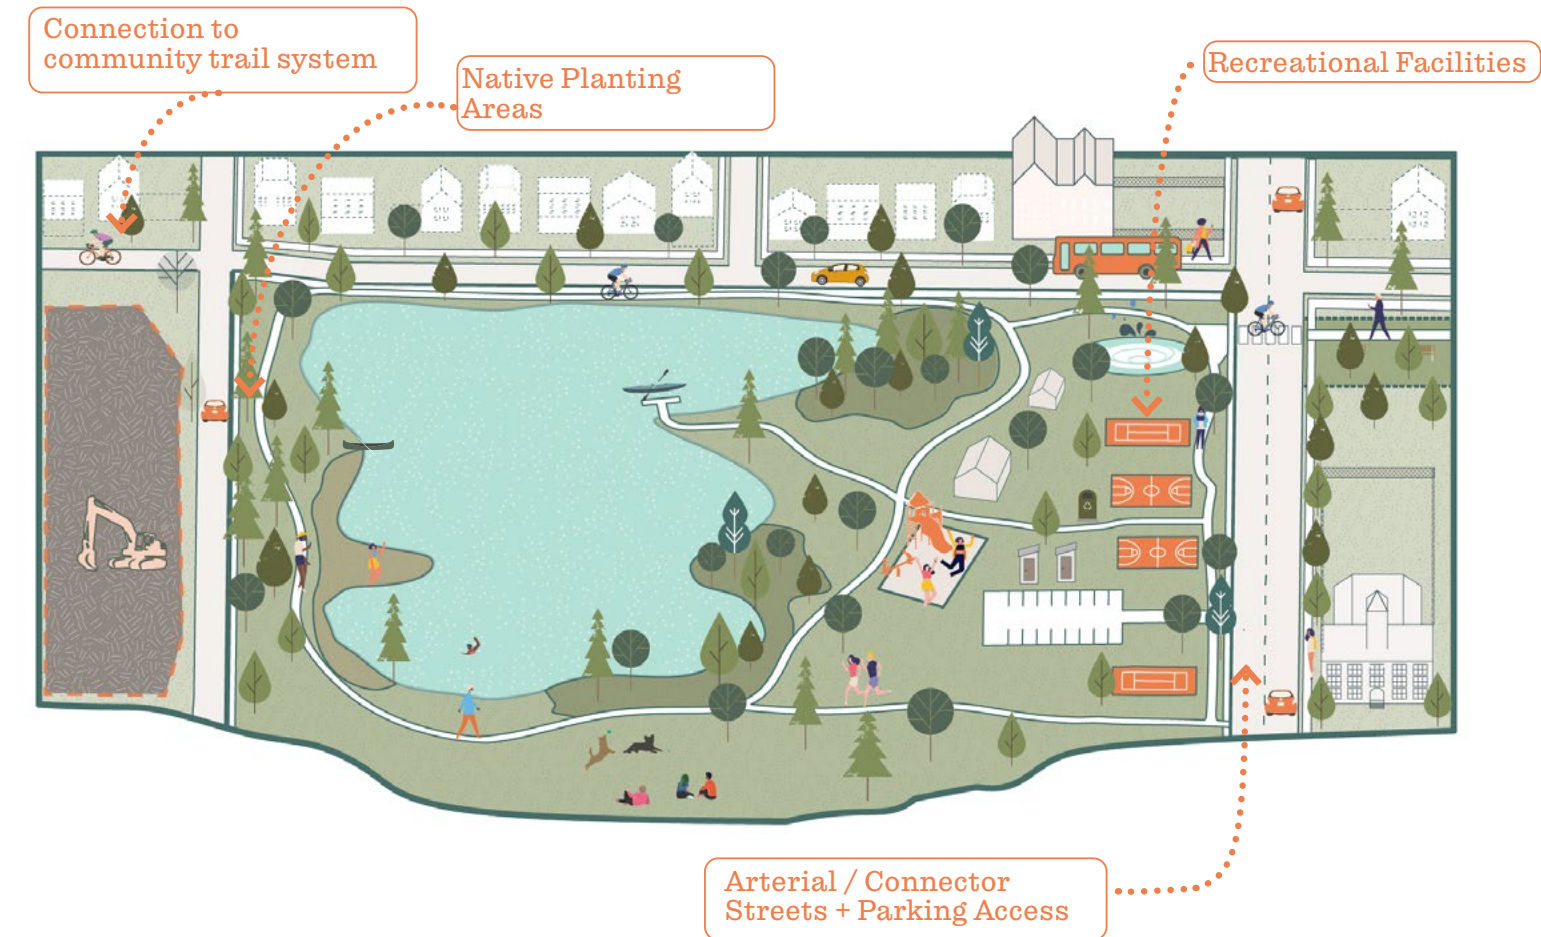 Connection to
community trail system
Native Planting
Areas
Recreational Facilities
Arterial / Connector
Streets + Parking Access